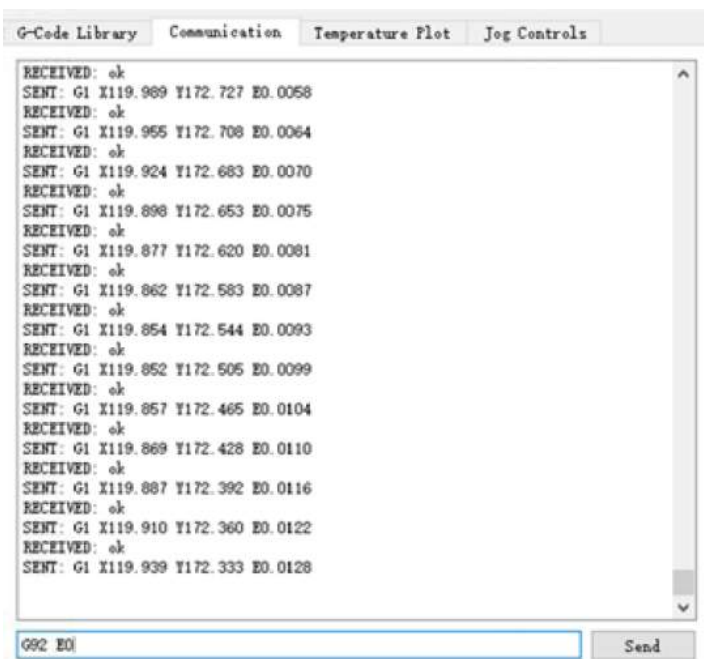 G-Code Library Communication Temperature Plot Jog Controls
RECEIVED: ok
SENT: G1 X119.989 Y172.727 E0.0058
RECEIVED: ok
SENT: G1 X119.955 Y172.708 E0.0064
RECEIVED: ok
SENT: G1 X119.924 Y172.683 E0.0070
RECEIVED: ok
SENT: G1 X119.898 Y172.653 E0.0075
RECEIVED: ok
SENT: G1 X119.877 Y172.620 E0.0081
RECEIVED: ok
SENT: G1 X119.862 Y172.583 E0.0087
RECEIVED: ok
SENT: G1 X119.854 Y172.544 E0.0093
RECEIVED: ok
SENT: G1 X119.852 Y172.505 E0.0099
RECEIVED: ok
SENT: G1 X119.857 Y172.465 E0.0104
RECEIVED: ok
SENT: G1 X119.869 Y172.428 E0.0110
RECEIVED: ok
SENT: G1 X119.887 Y172.392 E0.0116
RECEIVED: ok
SENT: G1 X119.910 Y172.360 E0.0122
RECEIVED: ok
SENT: G1 X119.939 Y172.333 E0.0128
G92 E0 Send